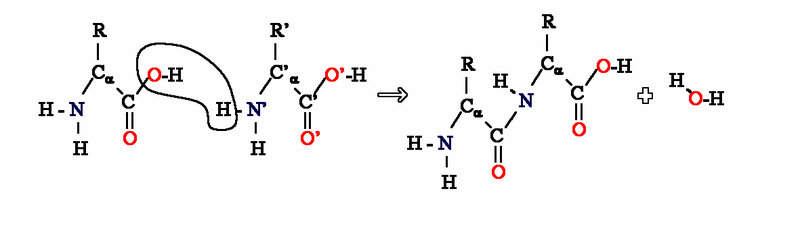 R R' R
Cα O-H C'α O'-H R Cα O-H
H-N C H-N' C' Cα H N C + H
H O H O' H-N C O O-H
H O